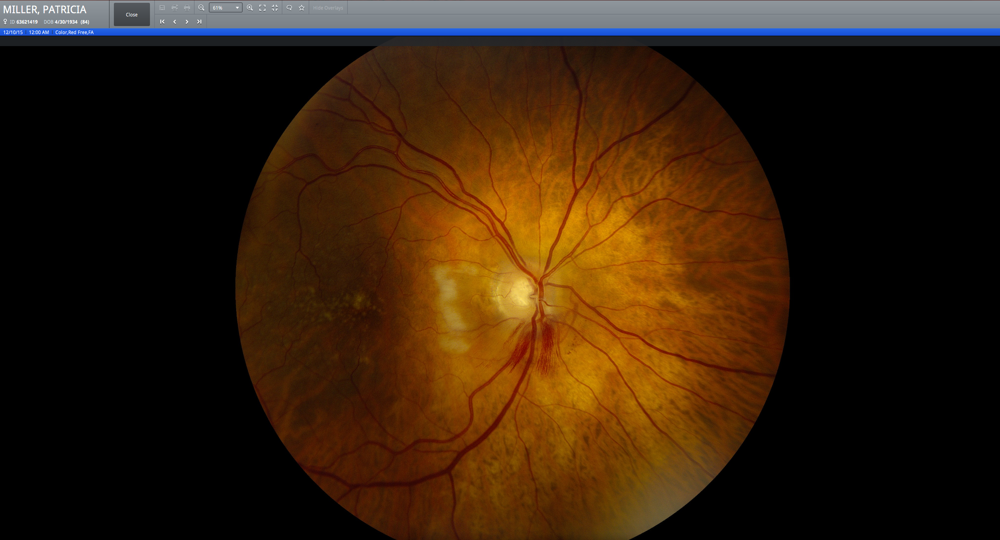 MILLER, PATRICIA
ID 63621419 DOB 4/30/1934 (84)
Close
61%
Hide Overlays
12/10/15 12:00 AM Color,Red Free,FA